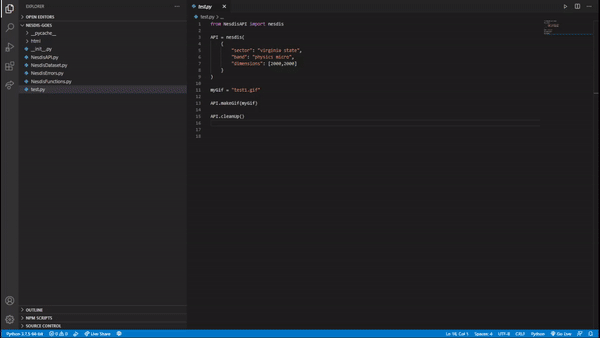 EXPLORER
OPEN EDITORS
NESDIS-GOES
__pycache__
html
__init__.py
NesdisAPI.py
NesdisDataset.py
NesdisErrors.py
NesdisFunctions.py
test.py
OUTLINE
NPM SCRIPTS
SOURCE CONTROL
test.py
test.py > ...
1 from NesdisAPI import nesdis
2
3 API = nesdis(
4 {
5 "sector": "virginia state",
6 "band": "physics micro",
7 "dimensions": [2000,2000]
8 }
9 )
10
11 myGif = "test1.gif"
12
13 API.makeGif(myGif)
14
15 API.cleanUp()
16
17
18
Python 3.7.5 64-bit 0 0 Live Share
Ln 16, Col 1 Spaces: 4 UTF-8 CRLF Python Go Live